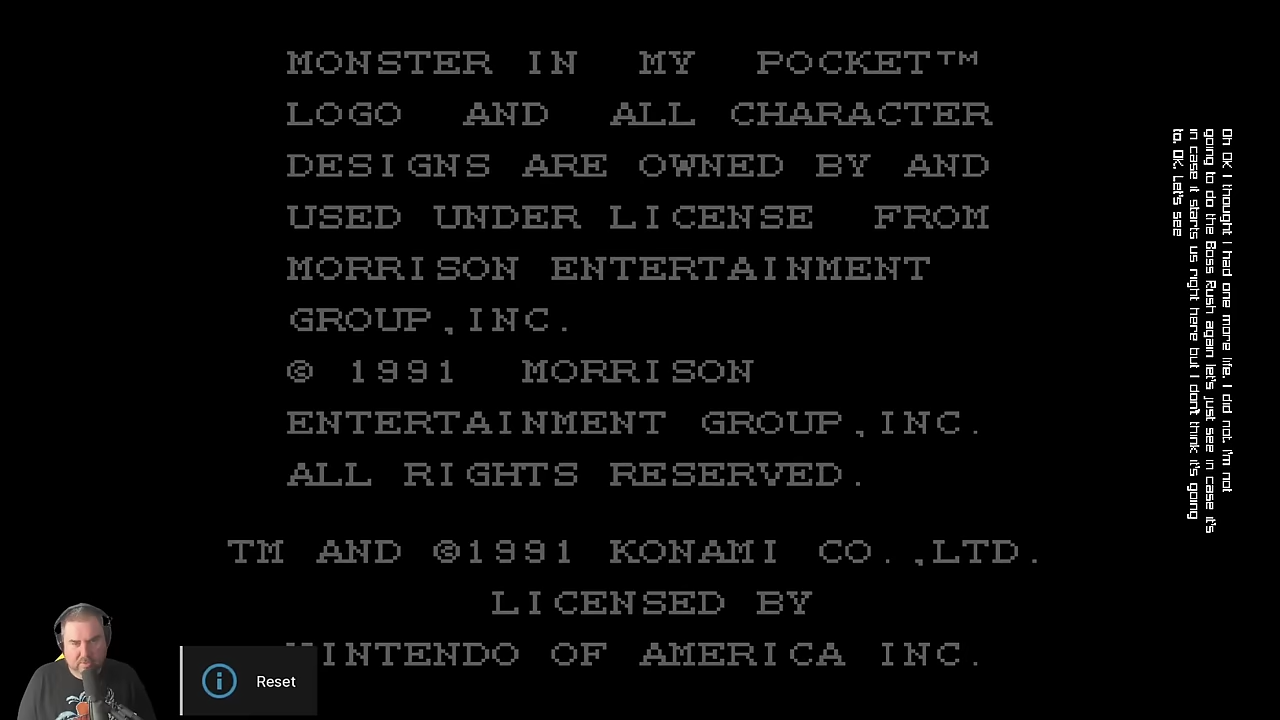 MONSTER IN MY POCKET™
LOGO AND ALL CHARACTER
DESIGNS ARE OWNED BY AND
USED UNDER LICENSE FROM
MORRISON ENTERTAINMENT
GROUP,INC.
© 1991 MORRISON
ENTERTAINMENT GROUP,INC.
ALL RIGHTS RESERVED.
TM AND ©1991 KONAMI CO.,LTD.
LICENSED BY
NINTENDO OF AMERICA INC.
Reset
Oh OK I thought I had one more life. I did not. I'm not
going to do the Boss Rush again let's just see in case it's
in case it starts us right here but I don't think it's going
to. OK. Let's see